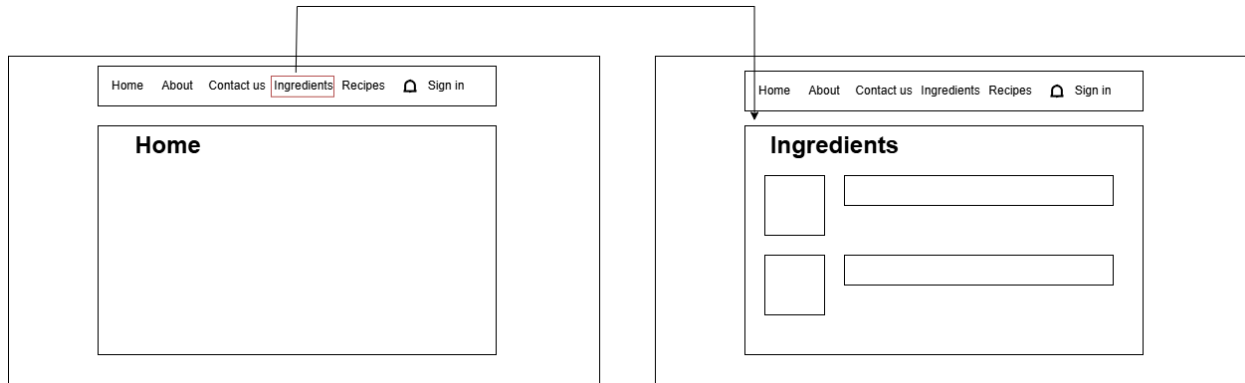 Home About Contact us Ingredients Recipes Sign in
Home
Home About Contact us Ingredients Recipes Sign in
Ingredients